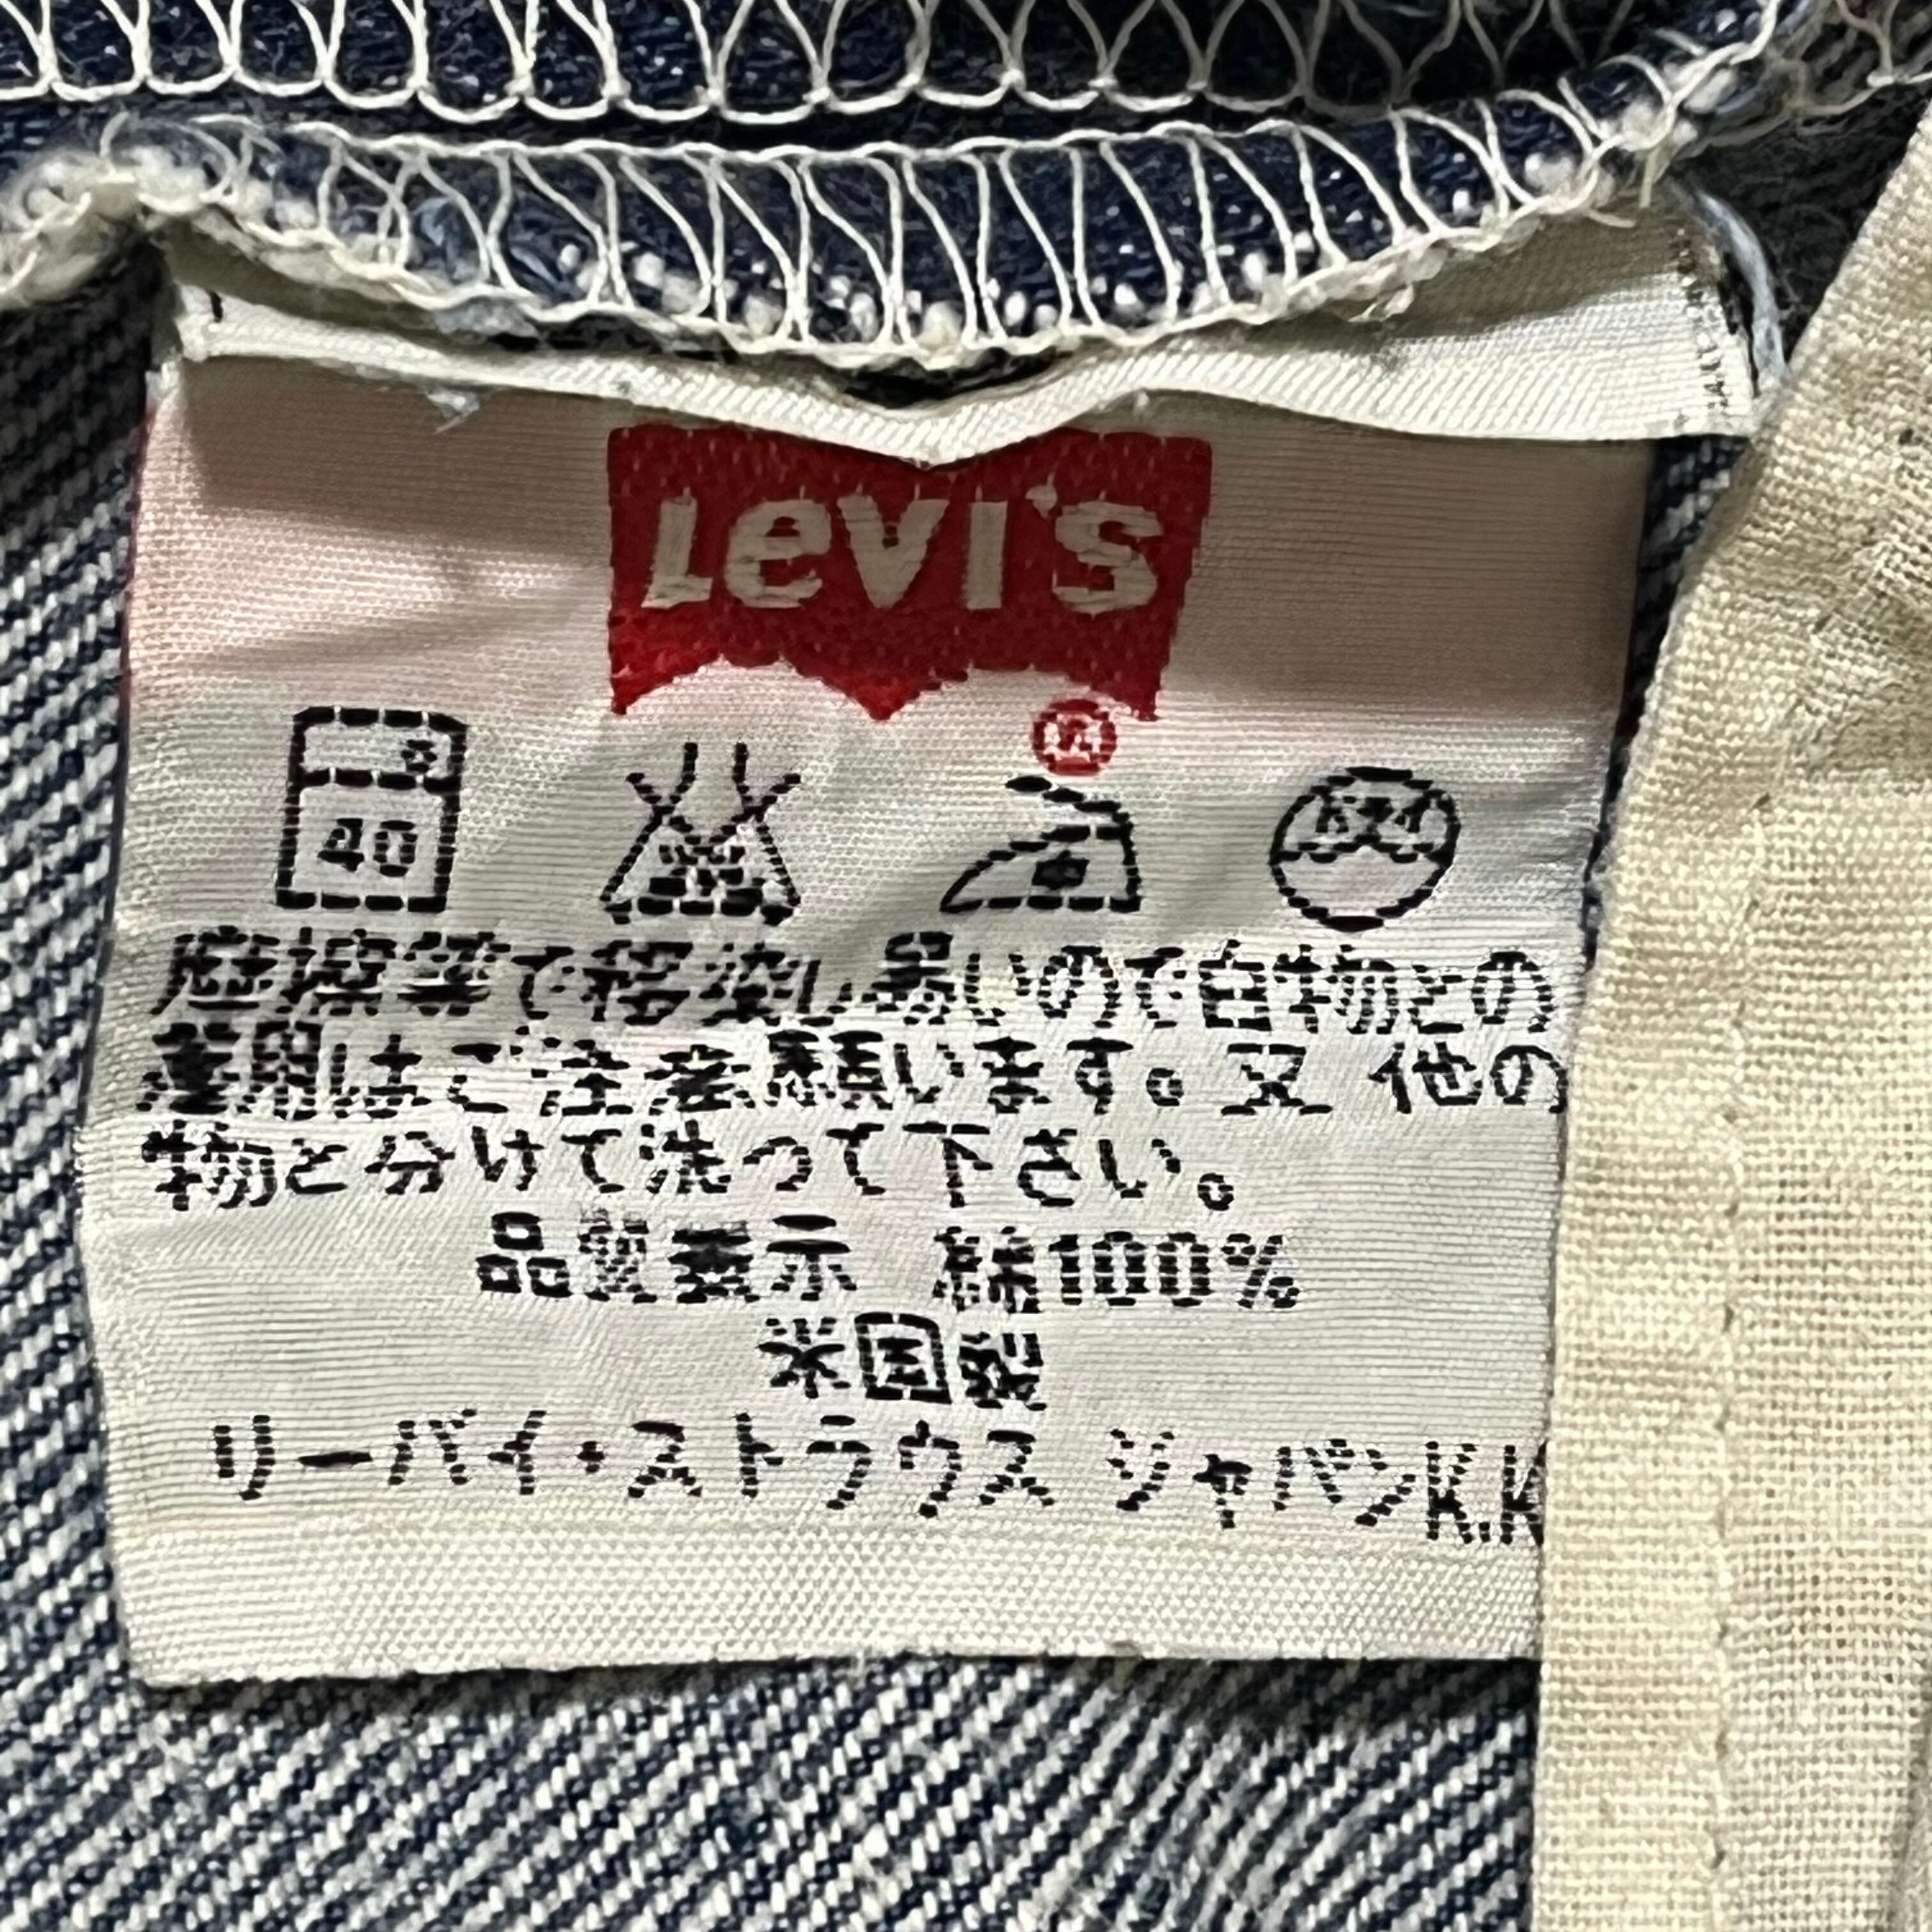 Levi's
®
40
ドライ
摩擦等で移染し易いので白物との
着用はご注意願います。又 他の
物と分けて洗って下さい。
品質表示 綿100%
米国製
リーバイ・ストラウス ジャパンK.K